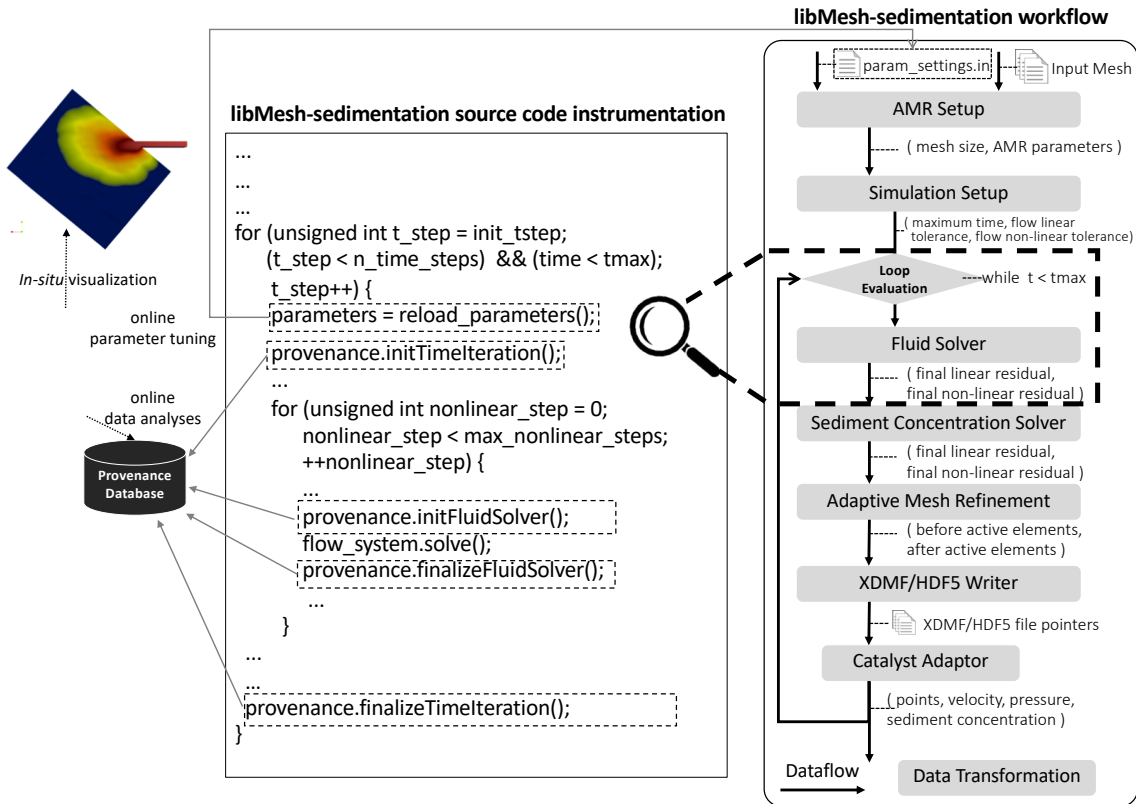 libMesh-sedimentation workflow
param_settings.in
Input Mesh
AMR Setup
( mesh size, AMR parameters )
Simulation Setup
( maximum time, flow linear
tolerance, flow non-linear tolerance)
Loop
Evaluation
while t < tmax
Fluid Solver
( final linear residual,
final non-linear residual )
Sediment Concentration Solver
( final linear residual,
final non-linear residual )
Adaptive Mesh Refinement
( before active elements,
after active elements )
XDMF/HDF5 Writer
XDMF/HDF5 file pointers
Catalyst Adaptor
( points, velocity, pressure,
sediment concentration )
Dataflow
Data Transformation
libMesh-sedimentation source code instrumentation
...
...
...
for (unsigned int t_step = init_tstep;
(t_step < n_time_steps) && (time < tmax);
t_step++) {
parameters = reload_parameters();
provenance.initTimeIteration();
...
for (unsigned int nonlinear_step = 0;
nonlinear_step < max_nonlinear_steps;
++nonlinear_step) {
...
provenance.initFluidSolver();
flow_system.solve();
provenance.finalizeFluidSolver();
...
}
...
...
provenance.finalizeTimeIteration();
}
In-situ visualization
online
parameter tuning
online
data analyses
Provenance
Database